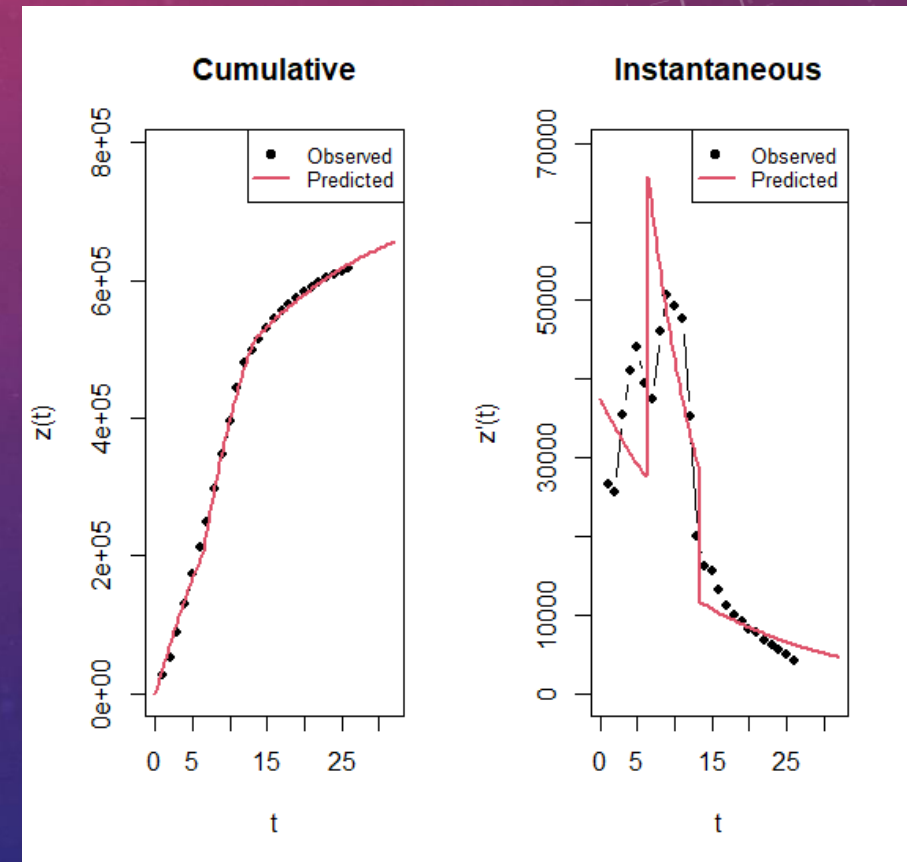 Cumulative
Observed
Predicted
8e+05
6e+05
4e+05
2e+05
0e+00
z(t)
0 5 15 25
t
Instantaneous
Observed
Predicted
70000
50000
30000
10000
0
z'(t)
0 5 15 25
t